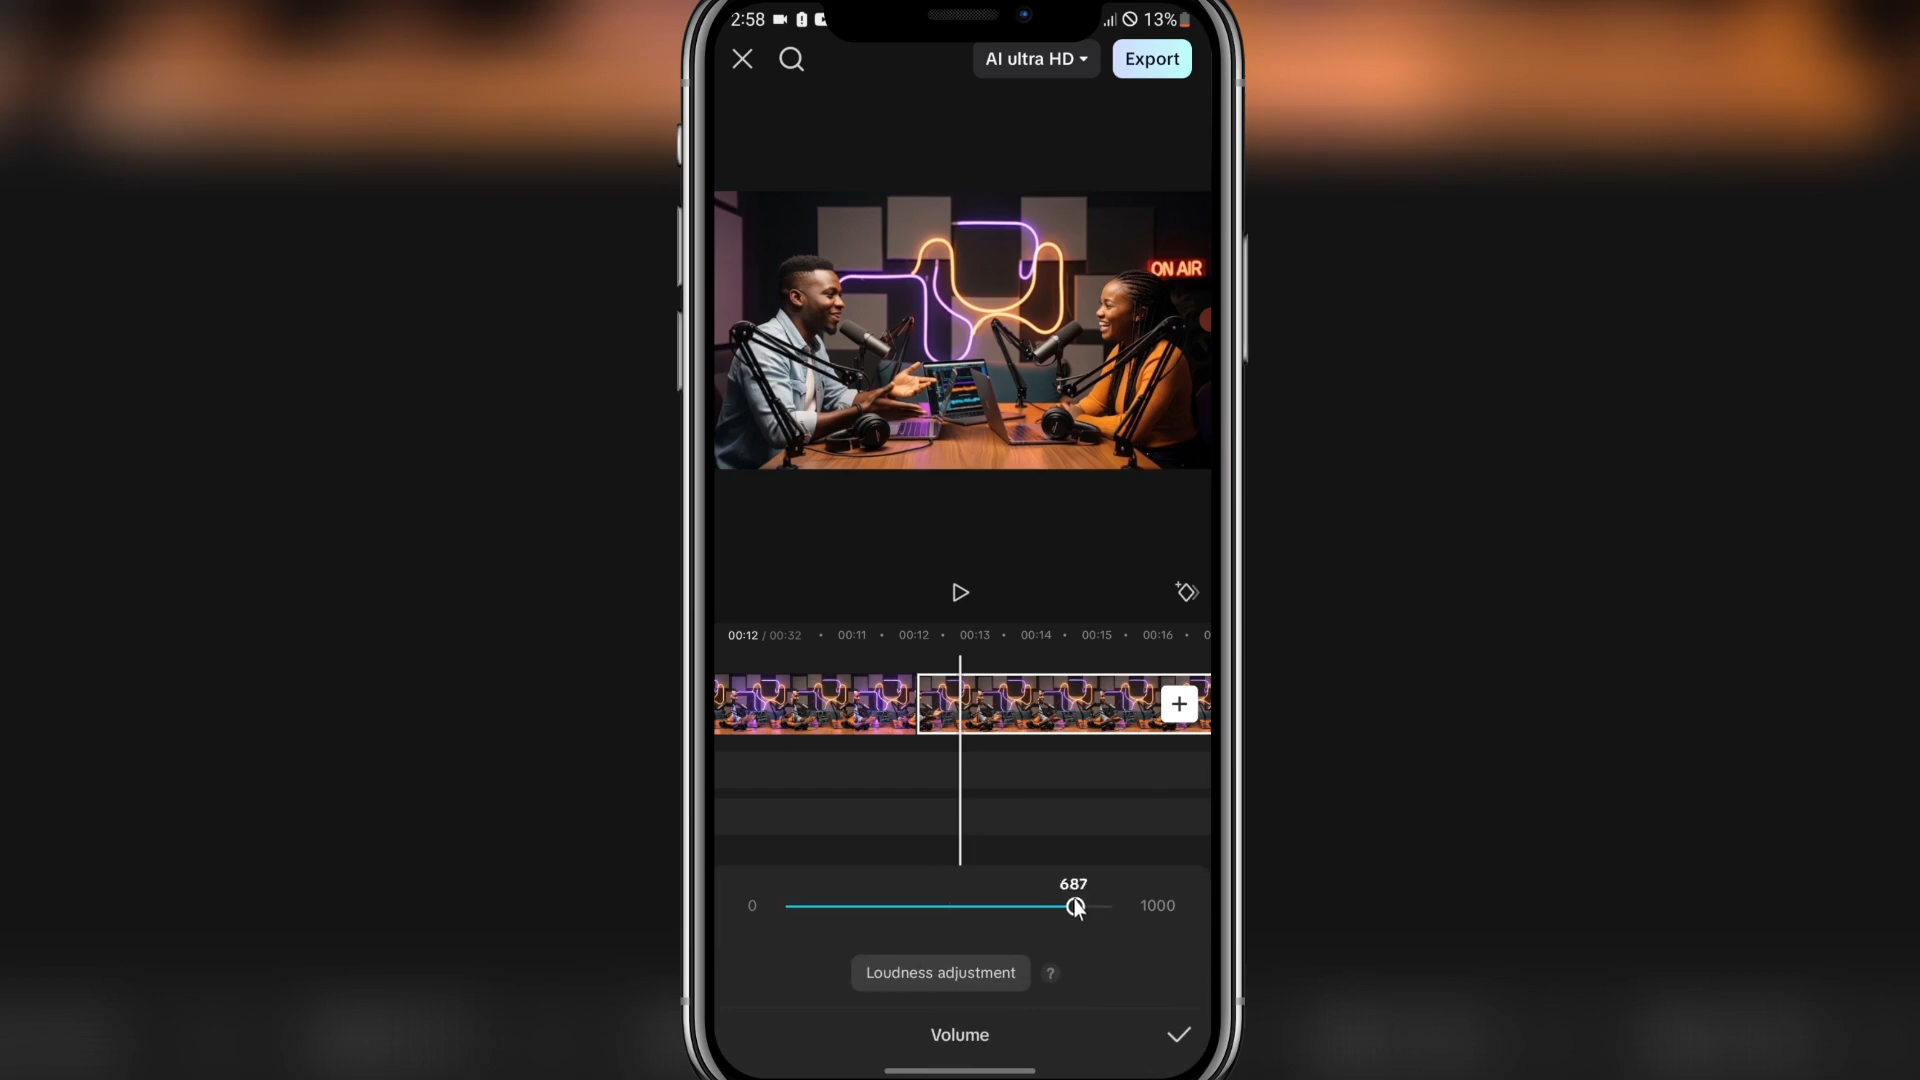 2:58 13%
AI ultra HD Export
ON AIR
00:12 / 00:32 00:11 00:12 00:13 00:14 00:15 00:16
687
0 1000
Loudness adjustment ?
Volume